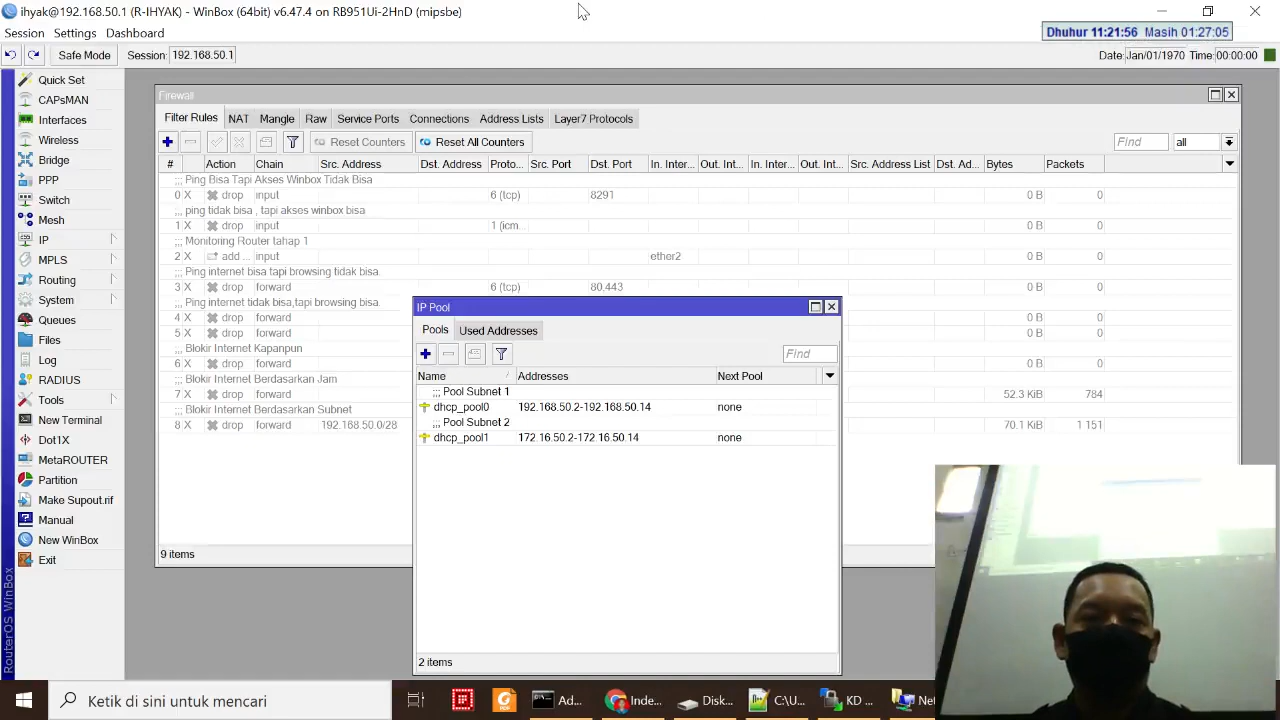 ihyak@192.168.50.1 (R-IHYAK) - WinBox (64bit) v6.47.4 on RB951Ui-2HnD (mipsbe)
Session Settings Dashboard
Dhuhur 11:21:56 Masih 01:27:05
Safe Mode Session: 192.168.50.1 Date: Jan/01/1970 Time: 00:00:00
Quick Set
CAPsMAN
Interfaces
Wireless
Bridge
PPP
Switch
Mesh
IP
MPLS
Routing
System
Queues
Files
Log
RADIUS
Tools
New Terminal
Dot1X
MetaROUTER
Partition
Make Supout.rif
Manual
New WinBox
Exit
RouterOS WinBox
Firewall
Filter Rules NAT Mangle Raw Service Ports Connections Address Lists Layer7 Protocols
Reset Counters Reset All Counters Find all
# Action Chain Src. Address Dst. Address Proto... Src. Port Dst. Port In. Inter... Out. Int... In. Inter... Out. Int... Src. Address List Dst. Ad... Bytes Packets
;;; Ping Bisa Tapi Akses Winbox Tidak Bisa
0 X drop input 6 (tcp) 8291 0 B 0
;;; ping tidak bisa , tapi akses winbox bisa
1 X drop input 1 (icm... 0 B 0
;;; Monitoring Router tahap 1
2 X add ... input ether2 0 B 0
;;; Ping internet bisa tapi browsing tidak bisa.
3 X drop forward 6 (tcp) 80,443 0 B 0
;;; Ping internet tidak bisa,tapi browsing bisa.
4 X drop forward 0 B 0
5 X drop forward 0 B 0
;;; Blokir Internet Kapanpun
6 X drop forward 0 B 0
;;; Blokir Internet Berdasarkan Jam
7 X drop forward 52.3 KiB 784
;;; Blokir Internet Berdasarkan Subnet
8 X drop forward 192.168.50.0/28 70.1 KiB 1 151
9 items
IP Pool
Pools Used Addresses
Find
Name Addresses Next Pool
;;; Pool Subnet 1
dhcp_pool0 192.168.50.2-192.168.50.14 none
;;; Pool Subnet 2
dhcp_pool1 172.16.50.2-172.16.50.14 none
2 items
Ketik di sini untuk mencari Ad... Inde... Disk... C:\U... KD ... Net